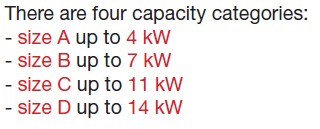 There are four capacity categories:
- size A up to 4 kW
- size B up to 7 kW
- size C up to 11 kW
- size D up to 14 kW